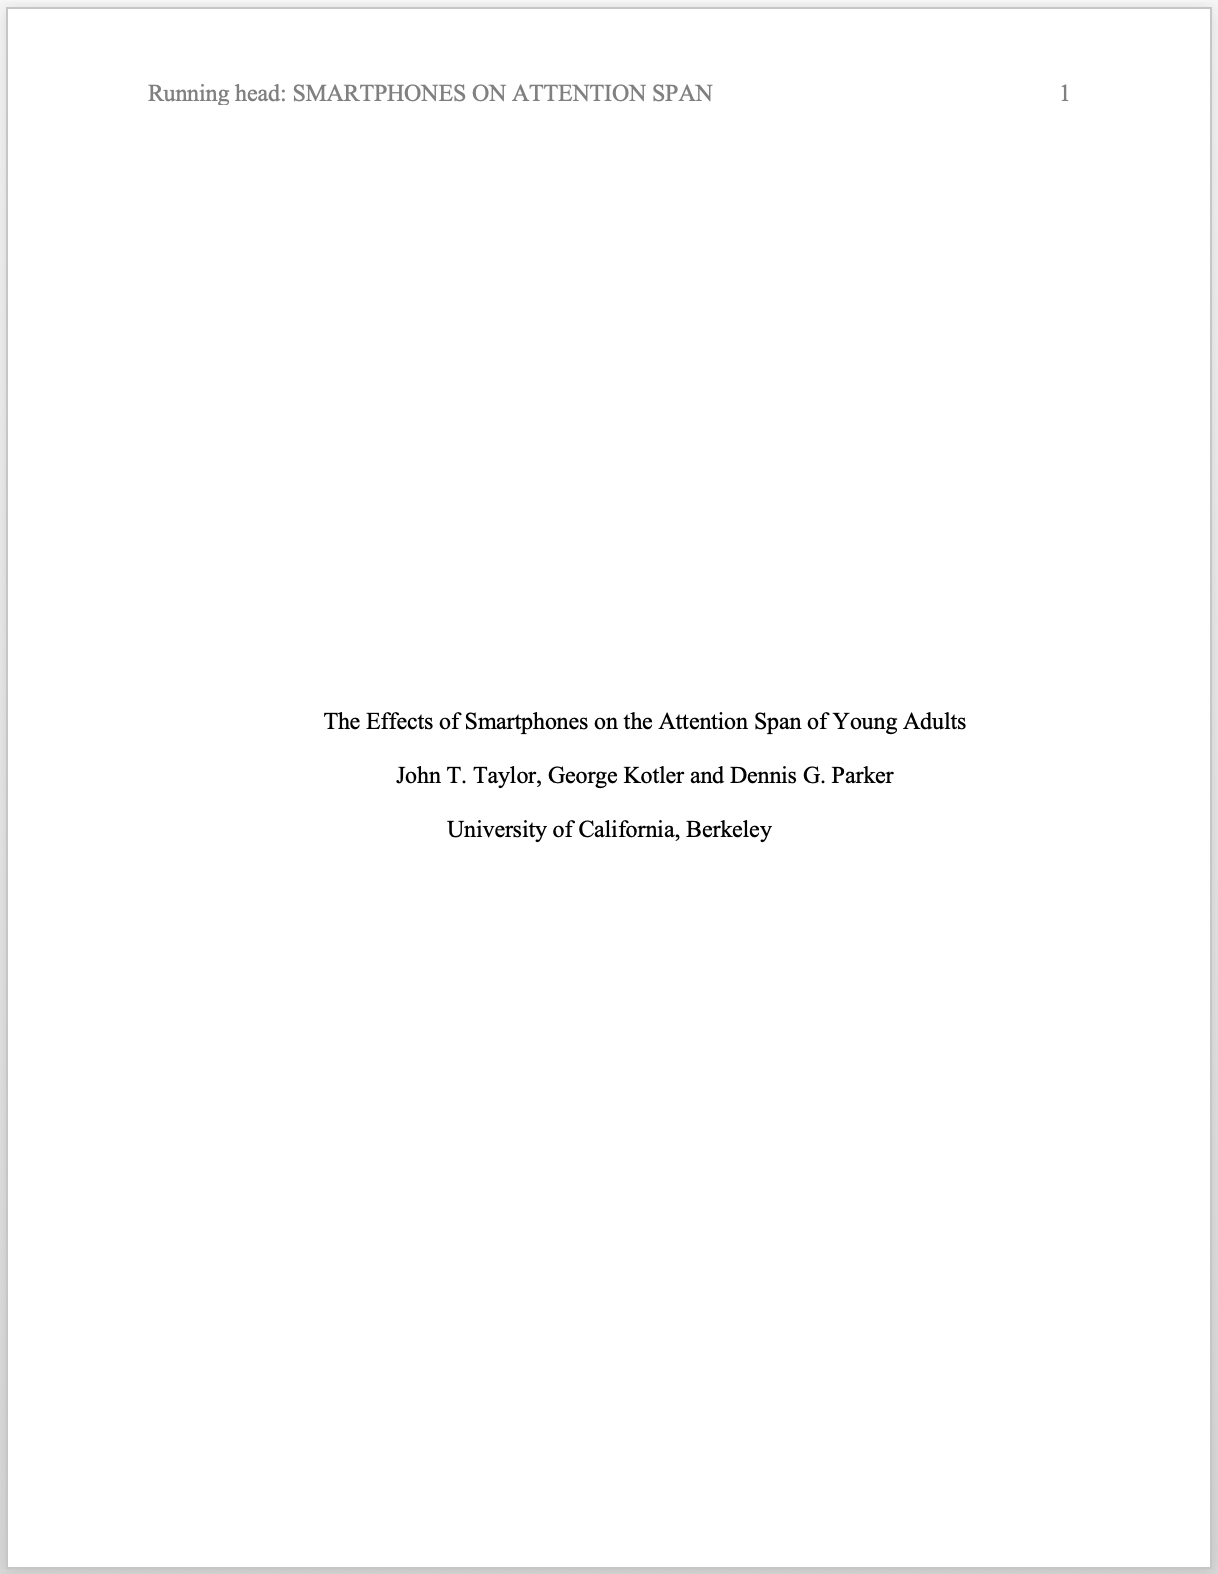 Running head: SMARTPHONES ON ATTENTION SPAN 1
The Effects of Smartphones on the Attention Span of Young Adults
John T. Taylor, George Kotler and Dennis G. Parker
University of California, Berkeley